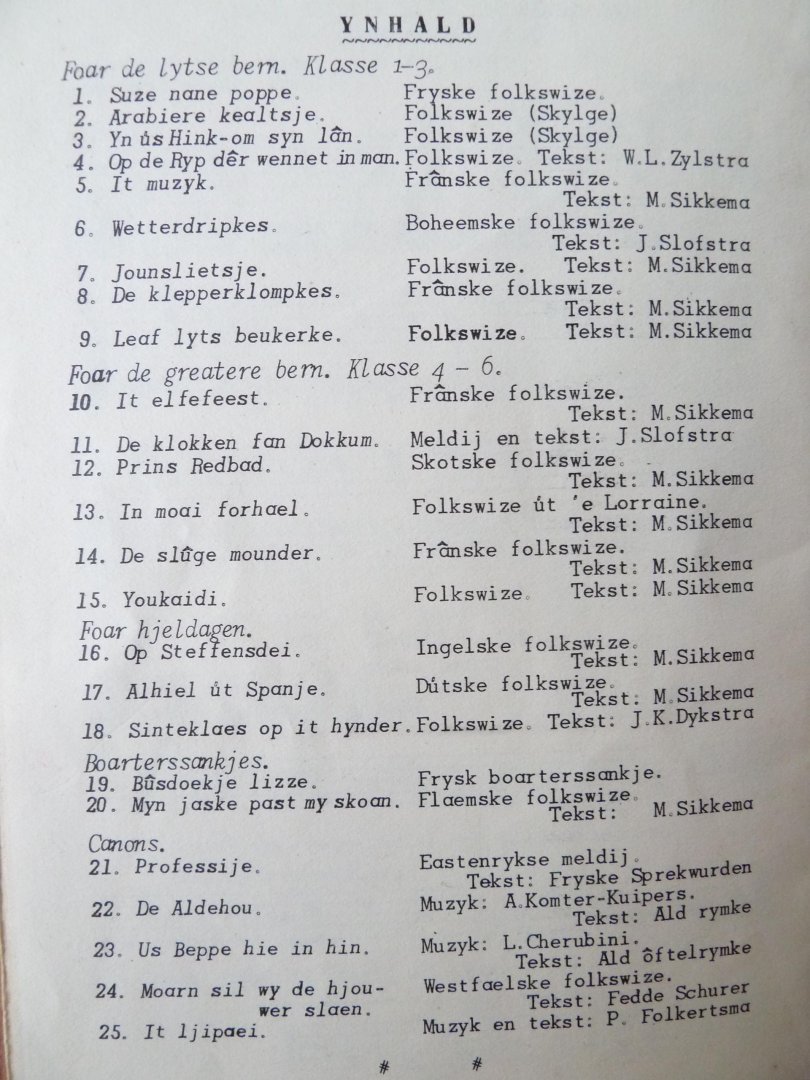 YNHALD
Foar de lytse bern. Klasse 1-3.
1. Suze nane poppe. Fryske folkswize.
2. Arabiere kealtsje. Folkswize (Skylge)
3. Yn ús Hink-om syn lân. Folkswize (Skylge)
4. Op de Ryp dêr wennet in man. Folkswize. Tekst: W.L.Zylstra
5. It muzyk. Frânske folkswize.
Tekst: M.Sikkema
6. Wetterdripkes. Boheemske folkswize.
Tekst: J.Slofstra
7. Jounslietsje. Folkswize. Tekst: M.Sikkema
8. De klepperklompkes. Frânske folkswize.
Tekst: M.Sikkema
9. Leaf lyts beukerke. Folkswize. Tekst: M.Sikkema
Foar de greatere bern. Klasse 4 - 6.
10. It elfefeest. Frânske folkswize.
Tekst: M.Sikkema
11. De klokken fan Dokkum. Meldij en tekst: J.Slofstra
12. Prins Redbad. Skotske folkswize.
Tekst: M.Sikkema
13. In moai forhael. Folkswize út 'e Lorraine.
Tekst: M.Sikkema
14. De slûge mounder. Frânske folkswize.
Tekst: M.Sikkema
15. Youkaidi. Folkswize. Tekst: M.Sikkema
Foar hjeldagen.
16. Op Steffensdei. Ingelske folkswize.
Tekst: M.Sikkema
17. Alhiel út Spanje. Dútske folkswize.
Tekst: M.Sikkema
18. Sinteklaes op it hynder. Folkswize. Tekst: J.K.Dykstra
Boarterssankjes.
19. Bûsdoekje lizze. Frysk boarterssankje.
20. Myn jaske past my skoan. Flaemske folkswize.
Tekst: M.Sikkema
Canons.
21. Professije. Eastenrykse meldij.
Tekst: Fryske Sprekwurden
22. De Aldehou. Muzyk: A.Komter-Kuipers.
Tekst: Ald rymke
23. Us Beppe hie in hin. Muzyk: L.Cherubini.
Tekst: Ald ôftelrymke
24. Moarn sil wy de hjou- Westfaelske folkswize.
wer slaen. Tekst: Fedde Schurer
25. It ljipaei. Muzyk en tekst: P. Folkertsma
# #